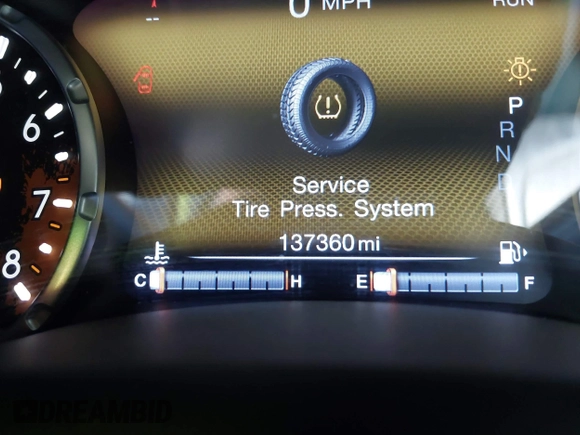 0 MPH
RUN
--
!
P
R
N
D
6
7
8
Service
Tire Press. System
137360 mi
C H E F
DREAMBID